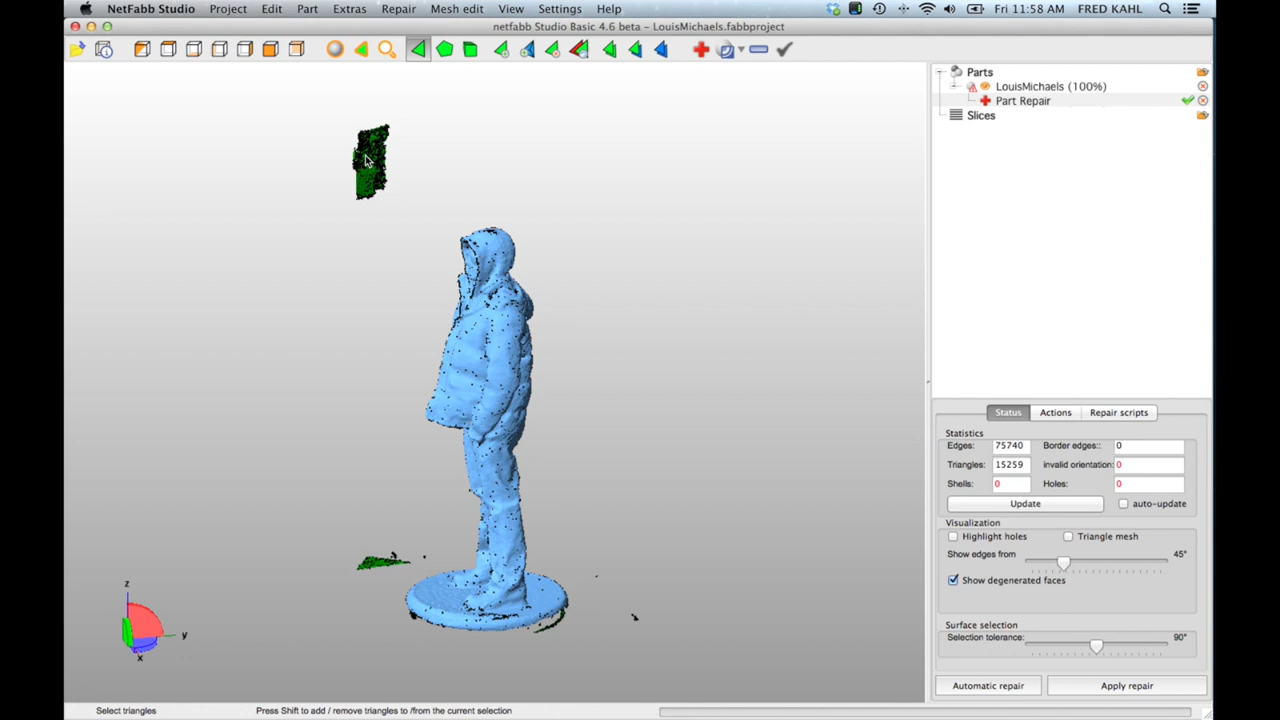 NetFabb Studio Project Edit Part Extras Repair Mesh edit View Settings Help Fri 11:58 AM FRED KAHL
netfabb Studio Basic 4.6 beta - LouisMichaels.fabbproject
Parts
LouisMichaels (100%)
Part Repair
Slices
Status Actions Repair scripts
Statistics
Edges: 75740 Border edges:: 0
Triangles: 15259 invalid orientation: 0
Shells: 0 Holes: 0
Update auto-update
Visualization
Highlight holes Triangle mesh
Show edges from 45°
Show degenerated faces
Surface selection
Selection tolerance: 90°
Automatic repair Apply repair
z
y
x
Select triangles Press Shift to add / remove triangles to /from the current selection